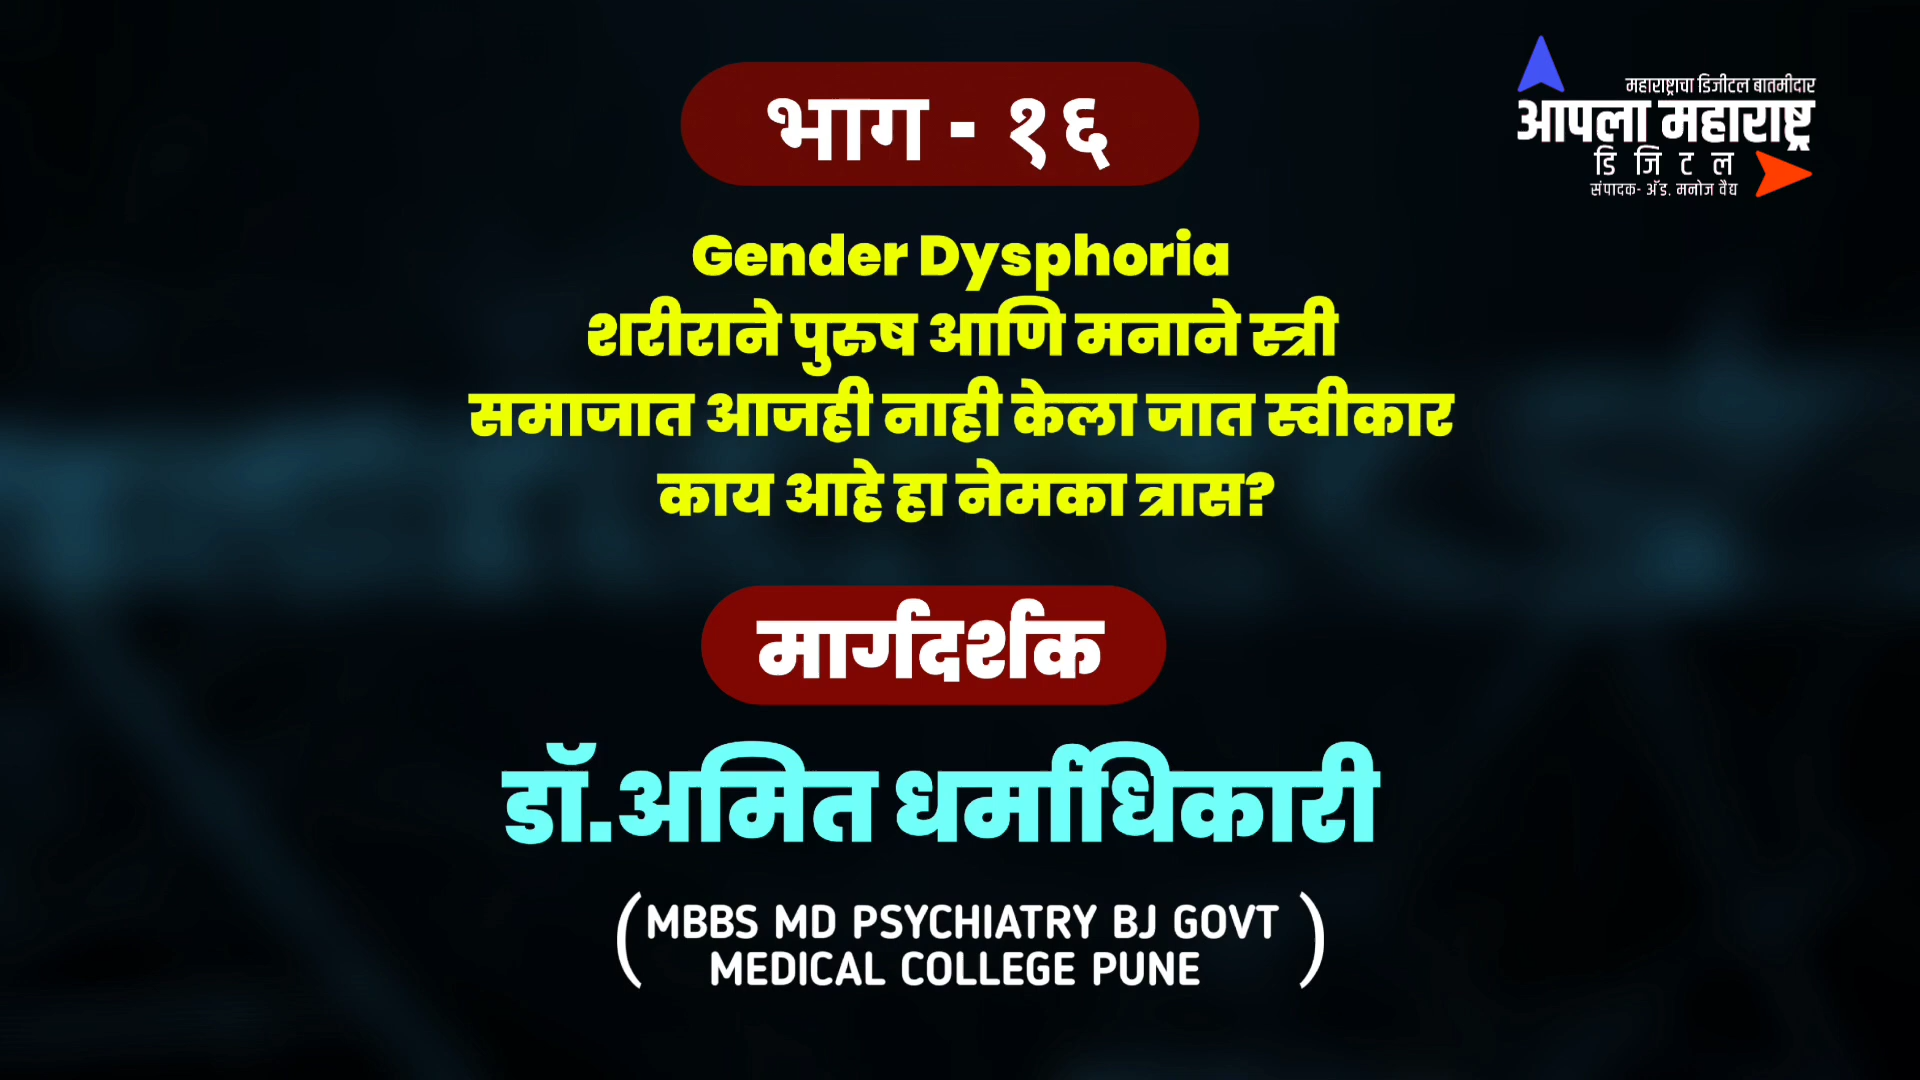 भाग - १६
महाराष्ट्राचा डिजीटल बातमीदार
आपला महाराष्ट्र
डिजिटल
संपादक- ॲड. मनोज वैद्य
Gender Dysphoria
शरीराने पुरुष आणि मनाने स्त्री
समाजात आजही नाही केला जात स्वीकार
काय आहे हा नेमका त्रास?
मार्गदर्शक
डॉ.अमित धर्माधिकारी
(MBBS MD PSYCHIATRY BJ GOVT
MEDICAL COLLEGE PUNE)